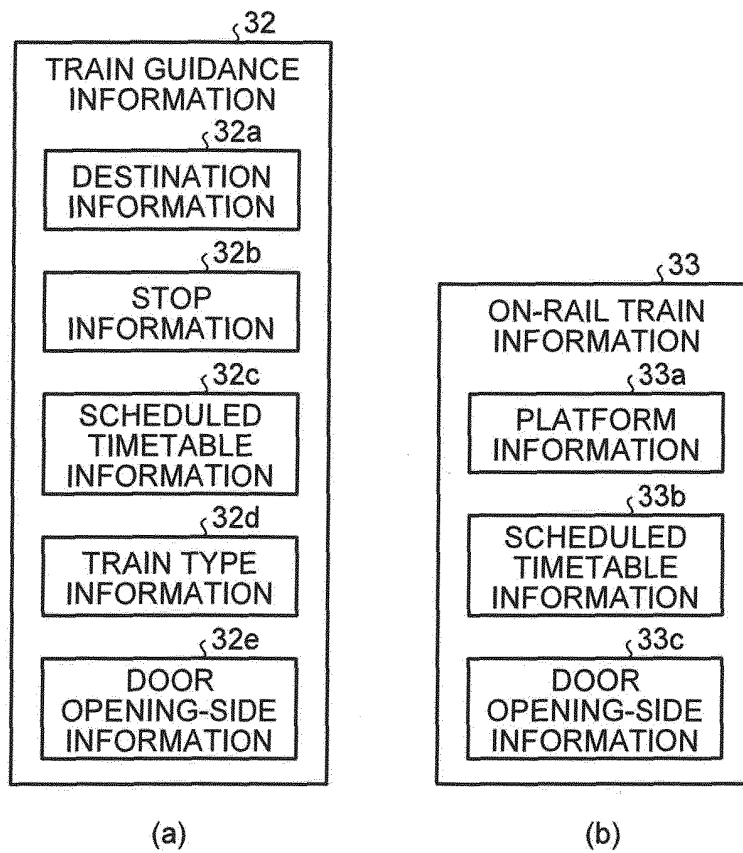 32
TRAIN GUIDANCE
INFORMATION
32a
DESTINATION
INFORMATION
32b
STOP
INFORMATION
32c
SCHEDULED
TIMETABLE
INFORMATION
32d
TRAIN TYPE
INFORMATION
32e
DOOR
OPENING-SIDE
INFORMATION
(a)
33
ON-RAIL TRAIN
INFORMATION
33a
PLATFORM
INFORMATION
33b
SCHEDULED
TIMETABLE
INFORMATION
33c
DOOR
OPENING-SIDE
INFORMATION
(b)